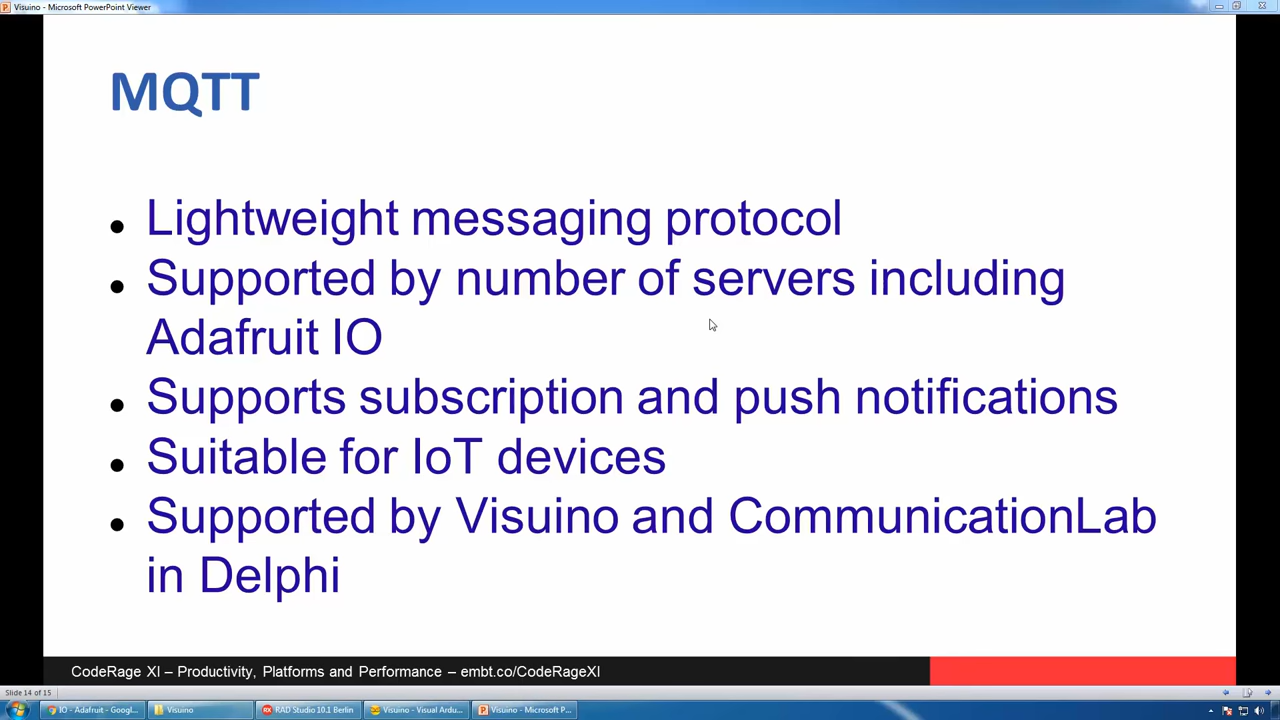 Visuino - Microsoft PowerPoint Viewer
MQTT
Lightweight messaging protocol
Supported by number of servers including
Adafruit IO
Supports subscription and push notifications
Suitable for IoT devices
Supported by Visuino and CommunicationLab
in Delphi
CodeRage XI – Productivity, Platforms and Performance – embt.co/CodeRageXI
Slide 14 of 15
IO - Adafruit - Googl...
Visuino
RX
RAD Studio 10.1 Berlin
Visuino - Visual Ardu...
Visuino - Microsoft P...